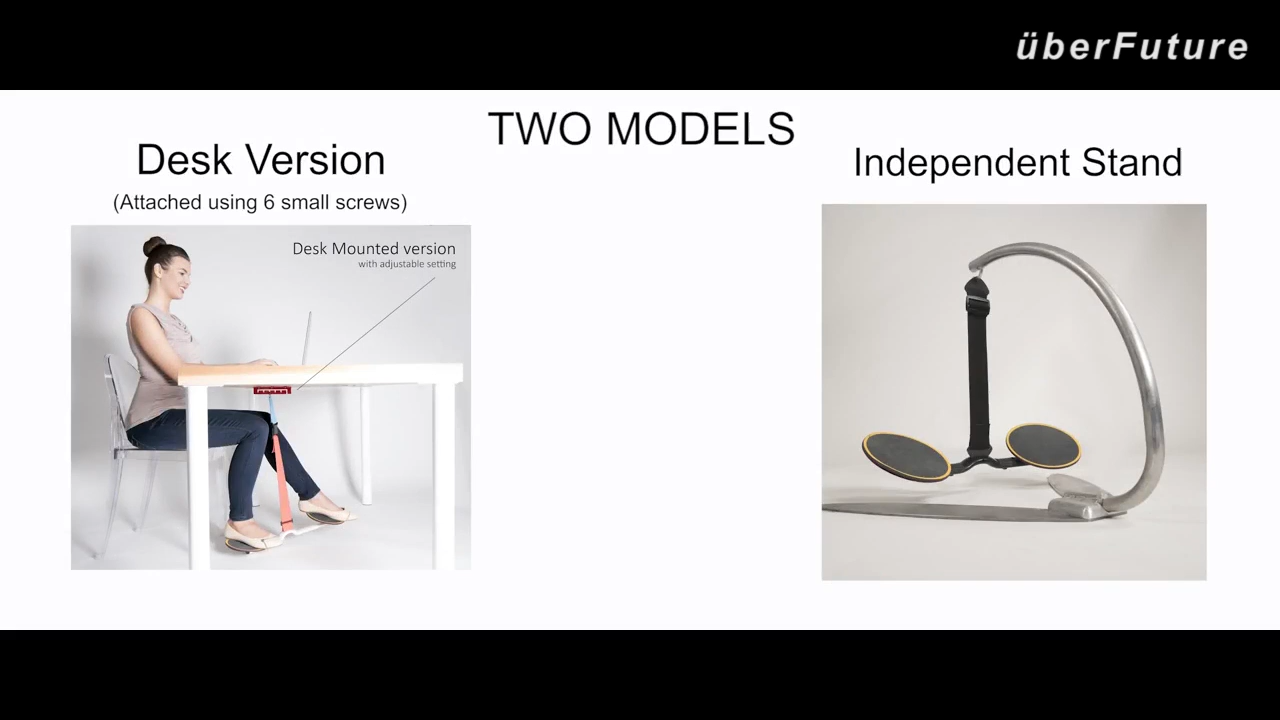 überFuture
TWO MODELS
Desk Version
(Attached using 6 small screws)
Desk Mounted version
with adjustable setting
Independent Stand